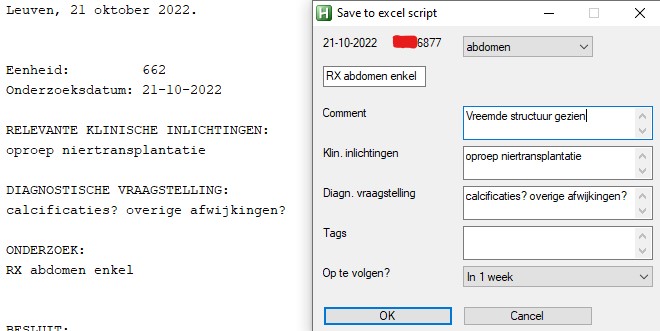 Leuven, 21 oktober 2022.
Eenheid: 662
Onderzoeksdatum: 21-10-2022
RELEVANTE KLINISCHE INLICHTINGEN:
oproep niertransplantatie
DIAGNOSTISCHE VRAAGSTELLING:
calcificaties? overige afwijkingen?
ONDERZOEK:
RX abdomen enkel
BESLUIT:
H Save to excel script
21-10-2022 6877 abdomen
RX abdomen enkel
Comment Vreemde structuur gezien
Klin. inlichtingen oproep niertransplantatie
Diagn. vraagstelling calcificaties? overige afwijkingen?
Tags
Op te volgen? In 1 week
OK Cancel